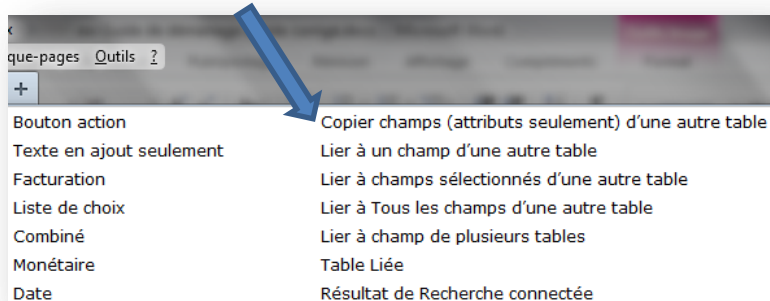 que-pages Outils ?
+
Bouton action Copier champs (attributs seulement) d'une autre table
Texte en ajout seulement Lier à un champ d'une autre table
Facturation Lier à champs sélectionnés d'une autre table
Liste de choix Lier à Tous les champs d'une autre table
Combiné Lier à champ de plusieurs tables
Monétaire Table Liée
Date Résultat de Recherche connectée